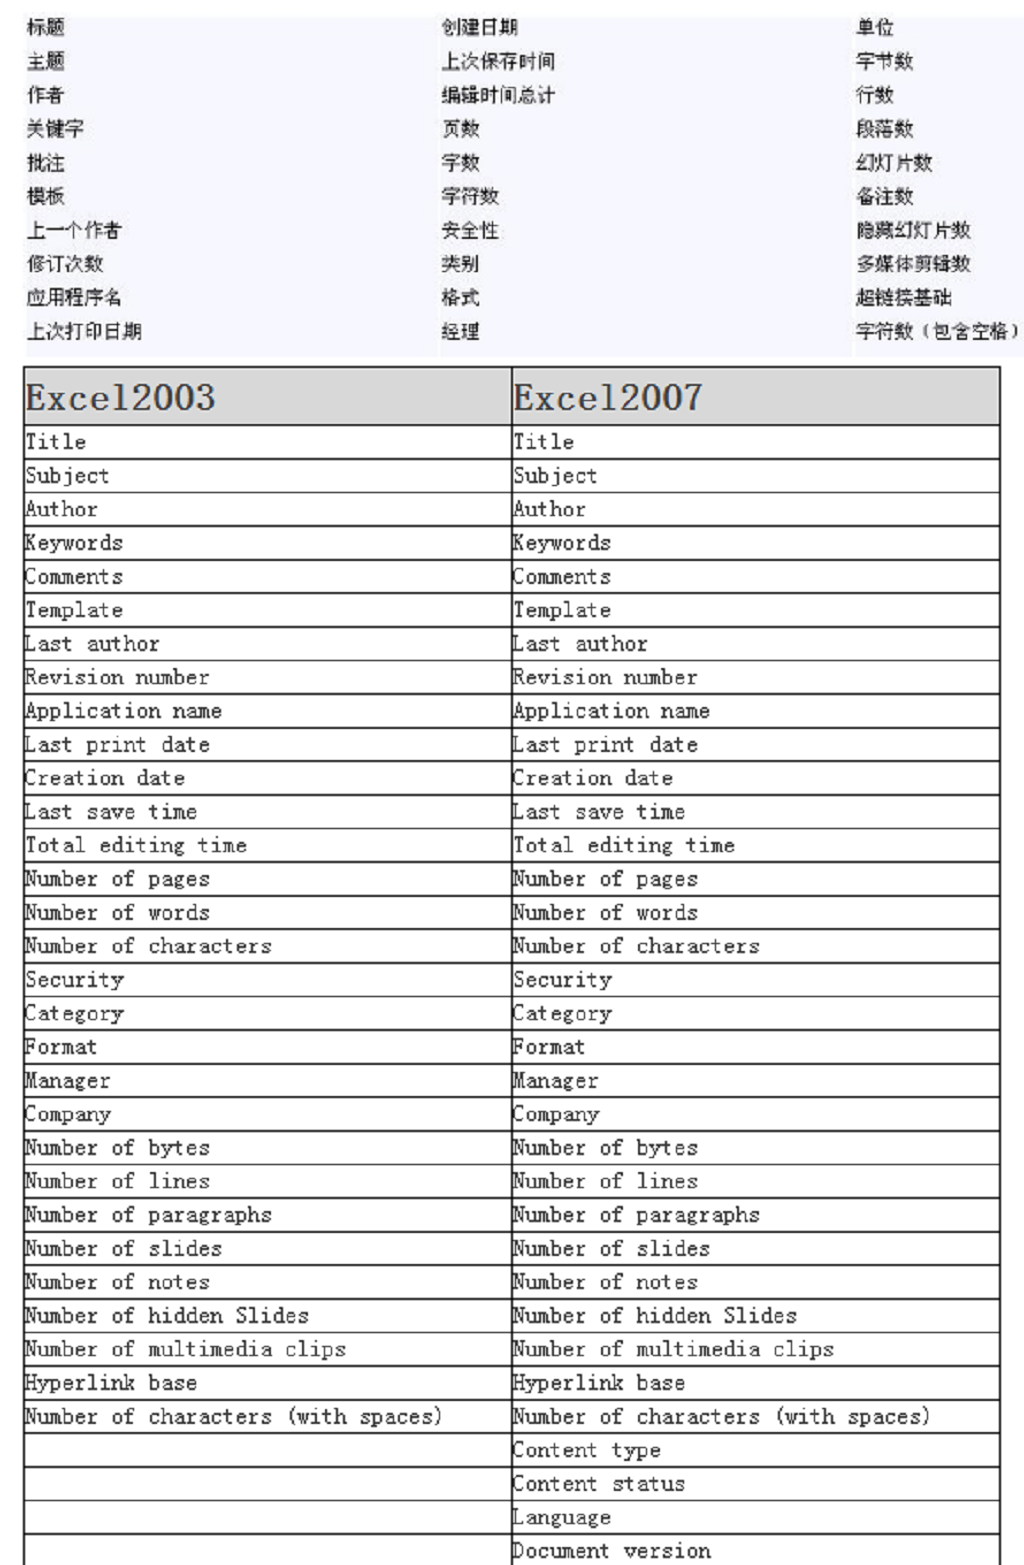 标题 创建日期 单位
主题 上次保存时间 字节数
作者 编辑时间总计 行数
关键字 页数 段落数
批注 字数 幻灯片数
模板 字符数 备注数
上一个作者 安全性 隐藏幻灯片数
修订次数 类别 多媒体剪辑数
应用程序名 格式 超链接基础
上次打印日期 经理 字符数（包含空格）
Excel2003 Excel2007
Title Title
Subject Subject
Author Author
Keywords Keywords
Comments Comments
Template Template
Last author Last author
Revision number Revision number
Application name Application name
Last print date Last print date
Creation date Creation date
Last save time Last save time
Total editing time Total editing time
Number of pages Number of pages
Number of words Number of words
Number of characters Number of characters
Security Security
Category Category
Format Format
Manager Manager
Company Company
Number of bytes Number of bytes
Number of lines Number of lines
Number of paragraphs Number of paragraphs
Number of slides Number of slides
Number of notes Number of notes
Number of hidden Slides Number of hidden Slides
Number of multimedia clips Number of multimedia clips
Hyperlink base Hyperlink base
Number of characters (with spaces) Number of characters (with spaces)
Content type
Content status
Language
Document version